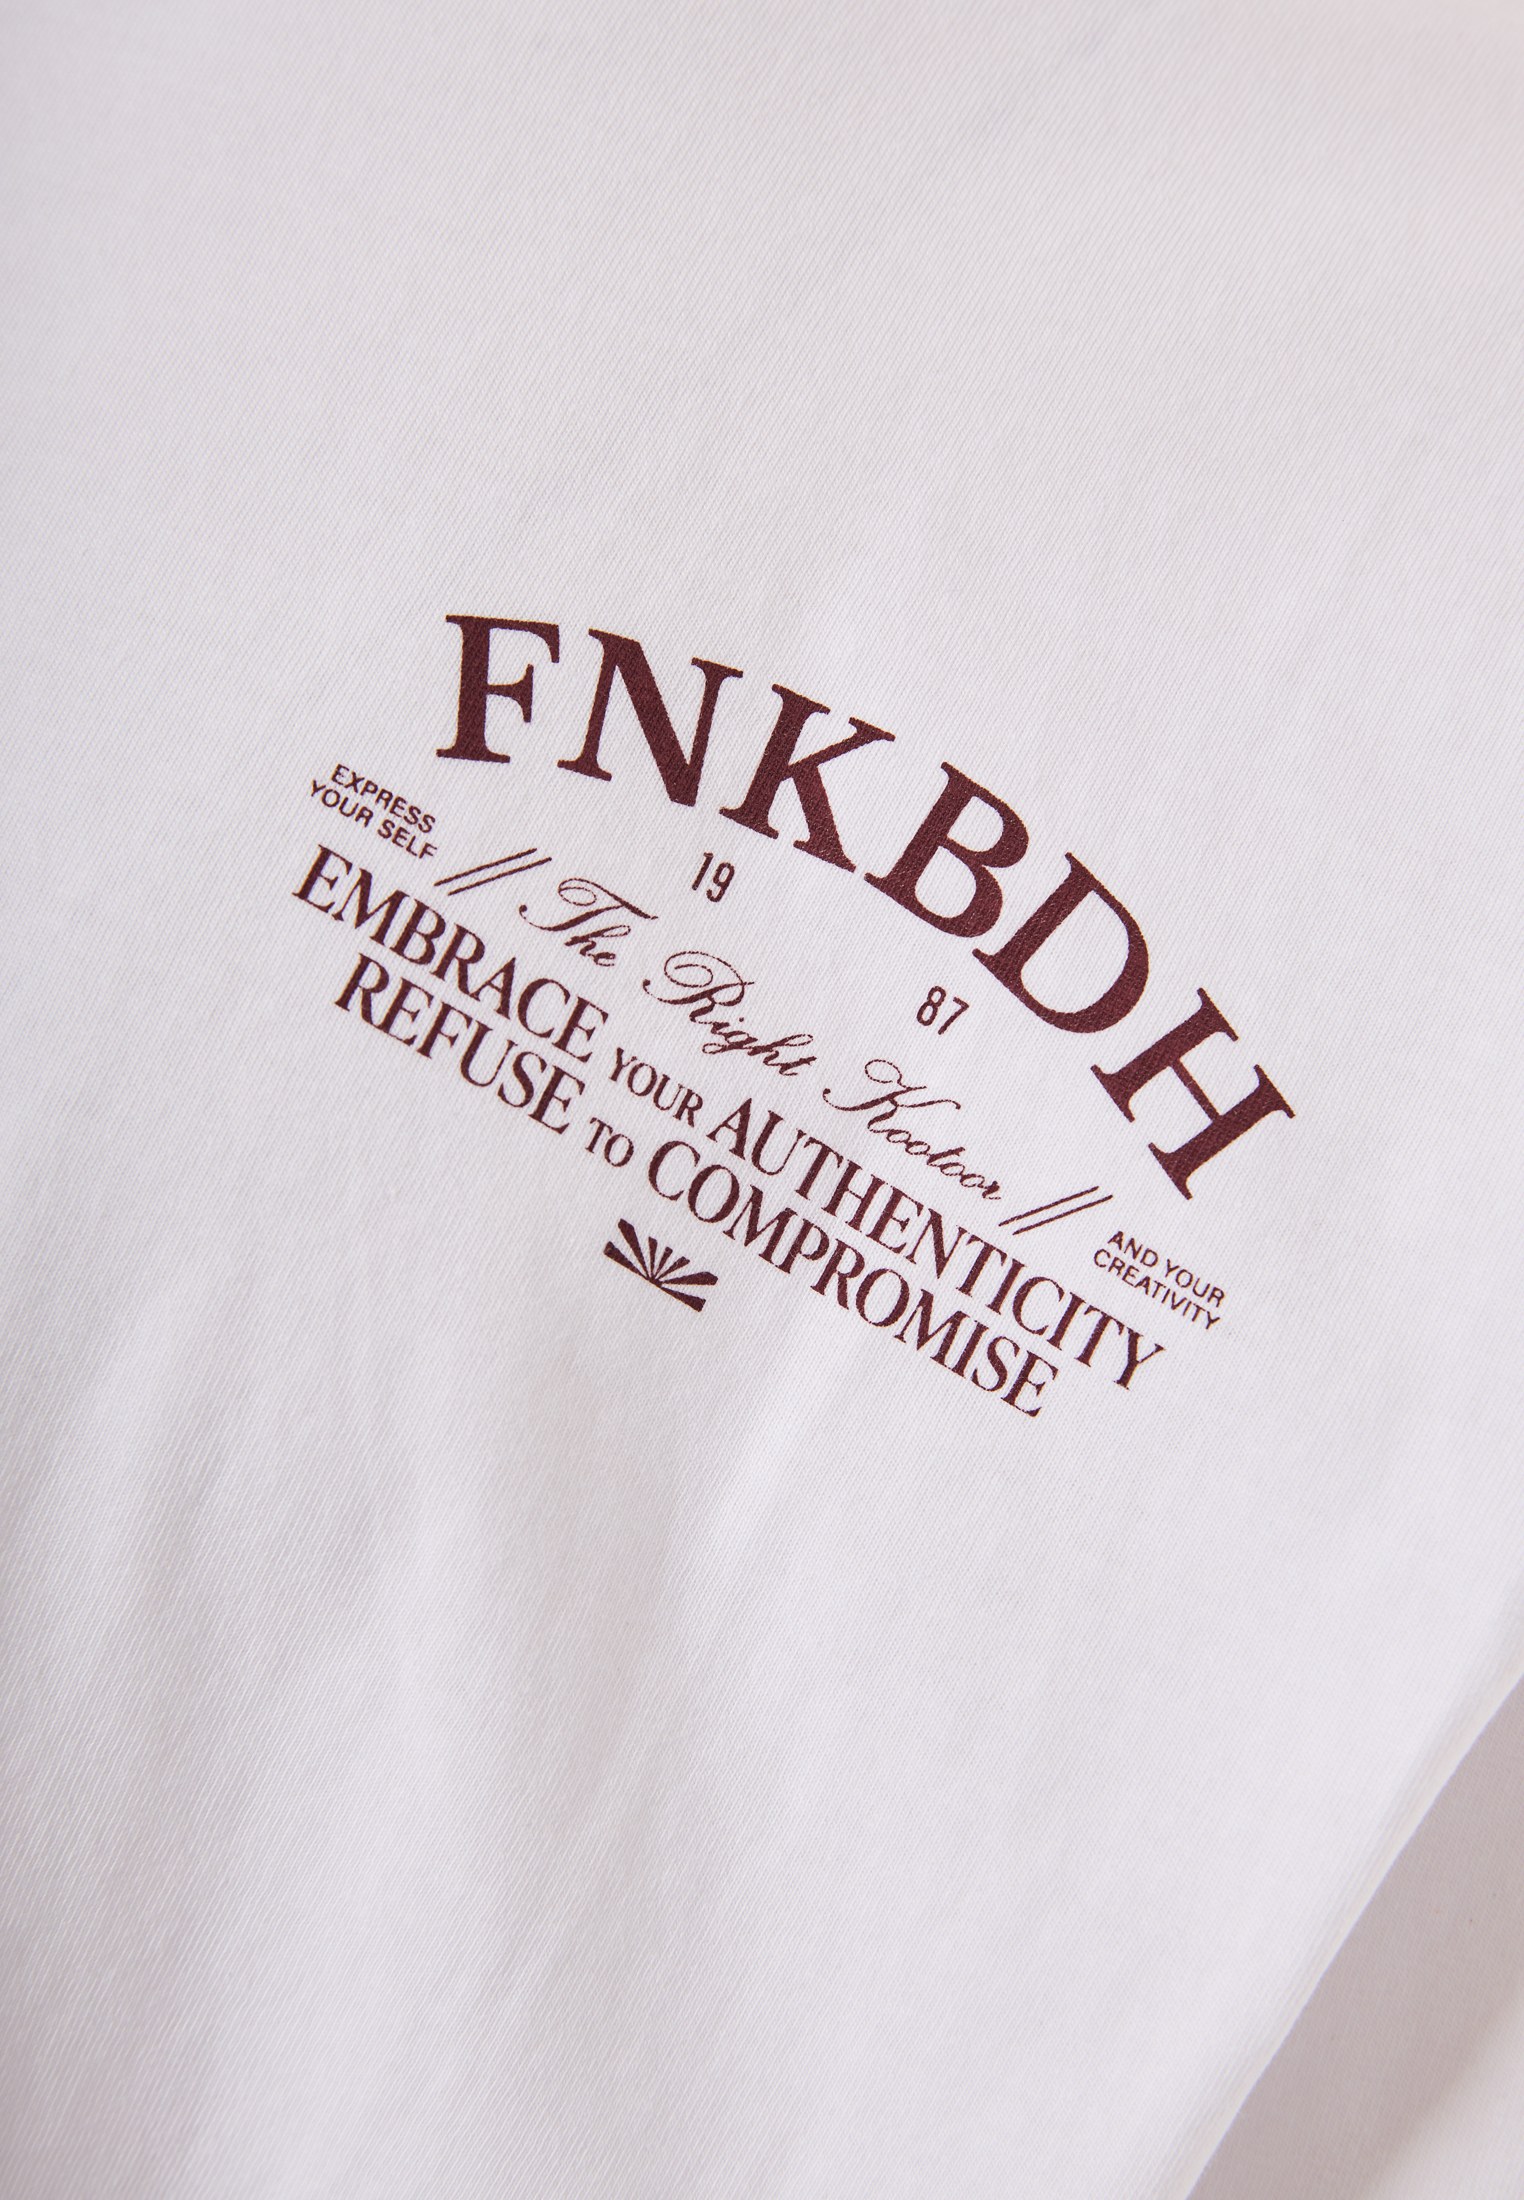 FNKBDH
19 87
EXPRESS
YOUR SELF
// The Right Kootoor //
AND YOUR
CREATIVITY
EMBRACE YOUR AUTHENTICITY
REFUSE TO COMPROMISE